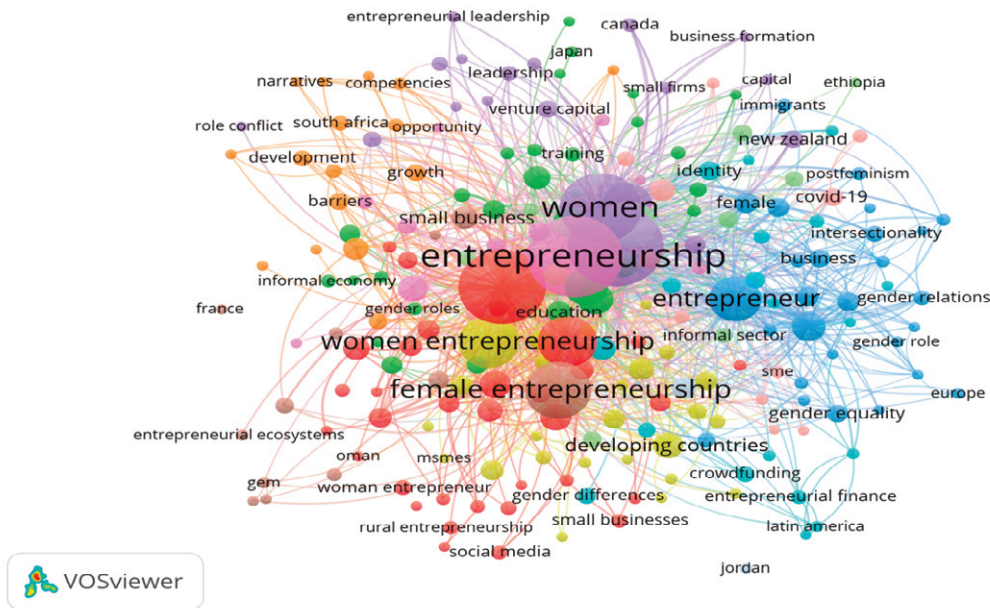 entrepreneurial leadership
canada
business formation
japan
narratives
competencies
leadership
small firms
capital
ethiopia
venture capital
immigrants
role conflict
south africa
opportunity
new zealand
development
training
growth
identity
postfeminism
barriers
women
female
covid-19
small business
intersectionality
entrepreneurship
business
informal economy
entrepreneur
gender relations
france
gender roles
education
women entrepreneurship
informal sector
gender role
sme
female entrepreneurship
europe
gender equality
entrepreneurial ecosystems
developing countries
oman
msmes
crowdfunding
gem
woman entrepreneur
gender differences
entrepreneurial finance
rural entrepreneurship
small businesses
latin america
social media
jordan
VOSviewer